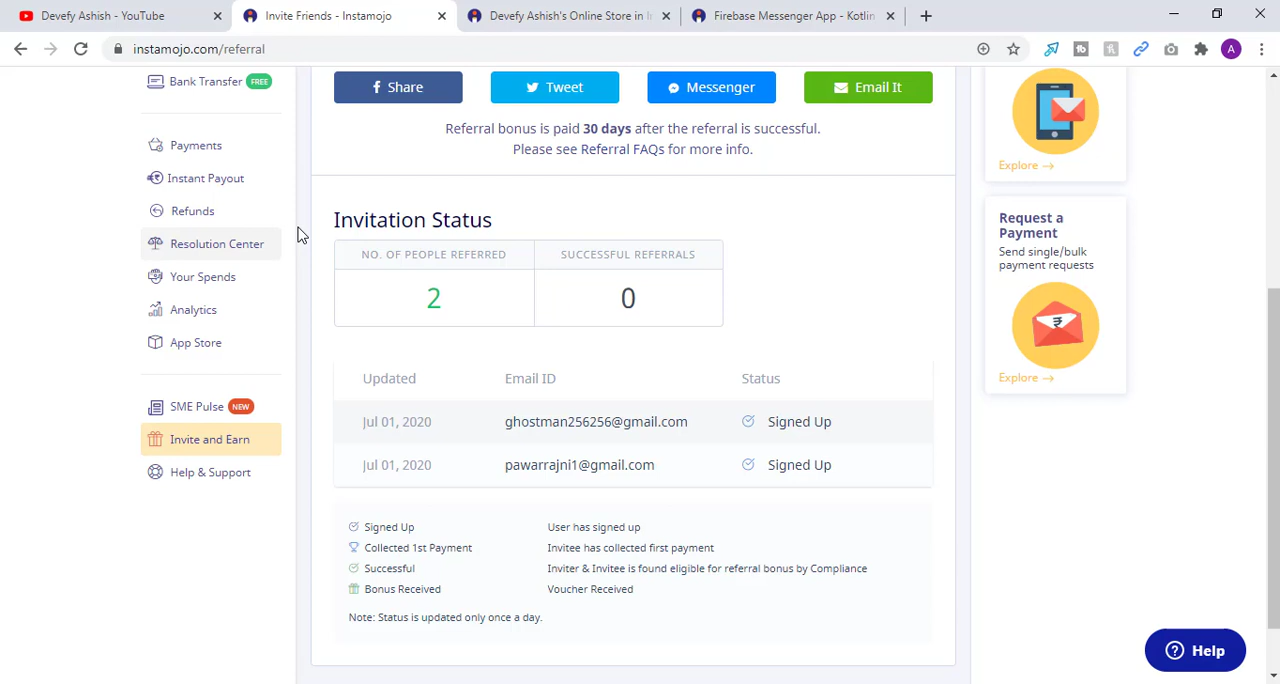 Devefy Ashish - YouTube
Invite Friends - Instamojo
Devefy Ashish's Online Store in I
Firebase Messenger App - Kotlin
instamojo.com/referral
A
Bank Transfer FREE
Payments
Instant Payout
Refunds
Resolution Center
Your Spends
Analytics
App Store
SME Pulse NEW
Invite and Earn
Help & Support
Share
Tweet
Messenger
Email It
Referral bonus is paid 30 days after the referral is successful.
Please see Referral FAQs for more info.
Invitation Status
NO. OF PEOPLE REFERRED SUCCESSFUL REFERRALS
2 0
Updated Email ID Status
Jul 01, 2020 ghostman256256@gmail.com Signed Up
Jul 01, 2020 pawarrajni1@gmail.com Signed Up
Signed Up User has signed up
Collected 1st Payment Invitee has collected first payment
Successful Inviter & Invitee is found eligible for referral bonus by Compliance
Bonus Received Voucher Received
Note: Status is updated only once a day.
Explore →
Request a
Payment
Send single/bulk
payment requests
₹
Explore →
? Help